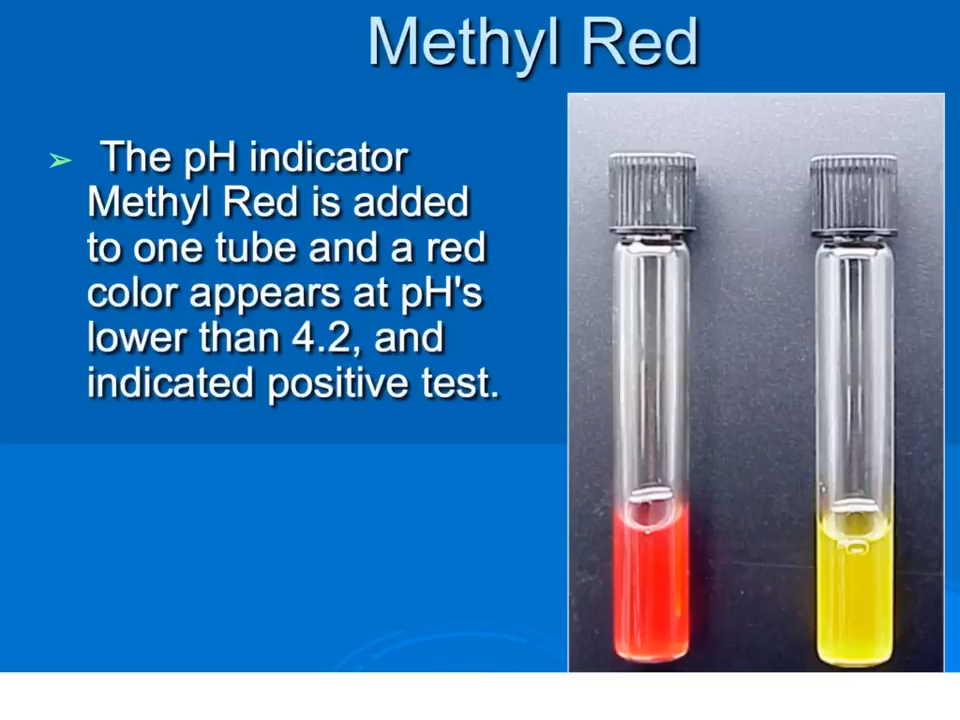 Methyl Red
➢ The pH indicator
Methyl Red is added
to one tube and a red
color appears at pH's
lower than 4.2, and
indicated positive test.